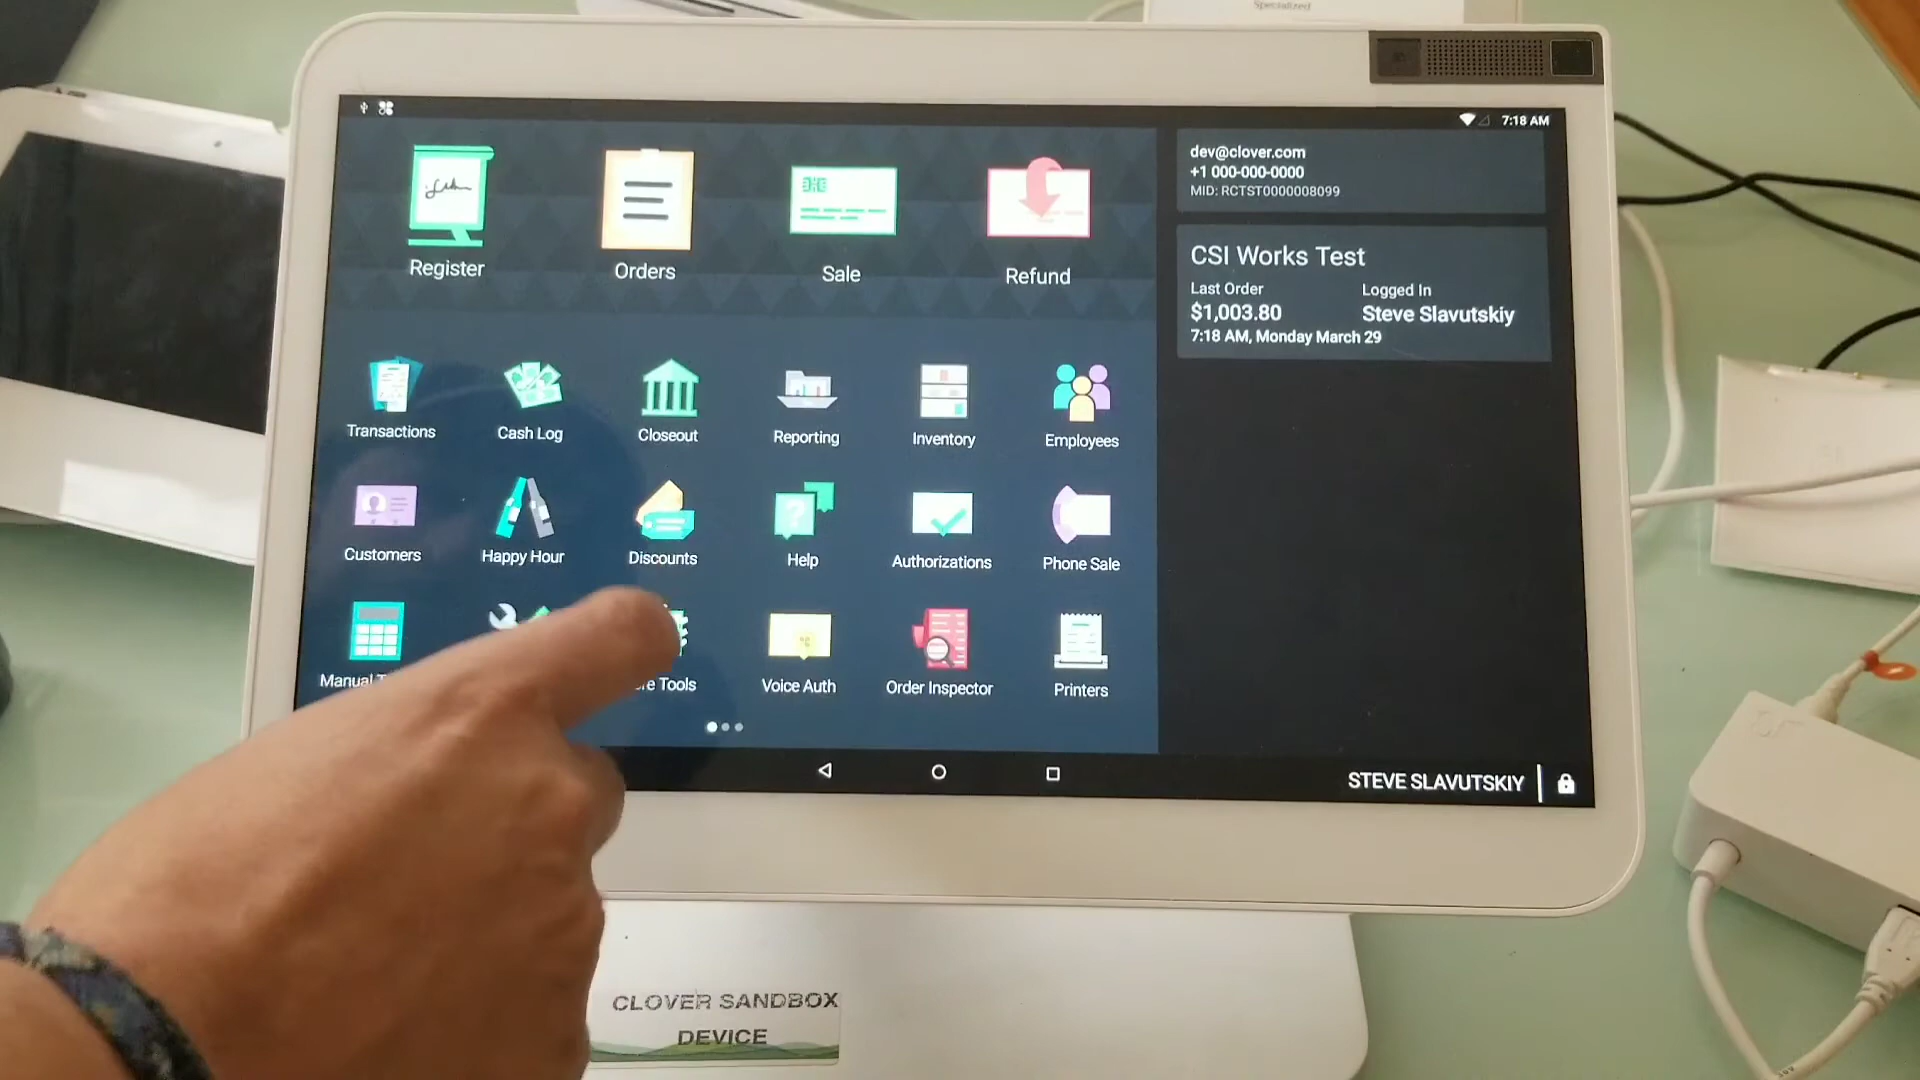 Specialized
7:18 AM
Register
Orders
Sale
Refund
dev@clover.com
+1 000-000-0000
MID: RCTST0000008099
CSI Works Test
Last Order
Logged In
$1,003.80
Steve Slavutskiy
7:18 AM, Monday March 29
Transactions
Cash Log
Closeout
Reporting
Inventory
Employees
Customers
Happy Hour
Discounts
Help
Authorizations
Phone Sale
Manual
Tools
Voice Auth
Order Inspector
Printers
STEVE SLAVUTSKIY
CLOVER SANDBOX
DEVICE